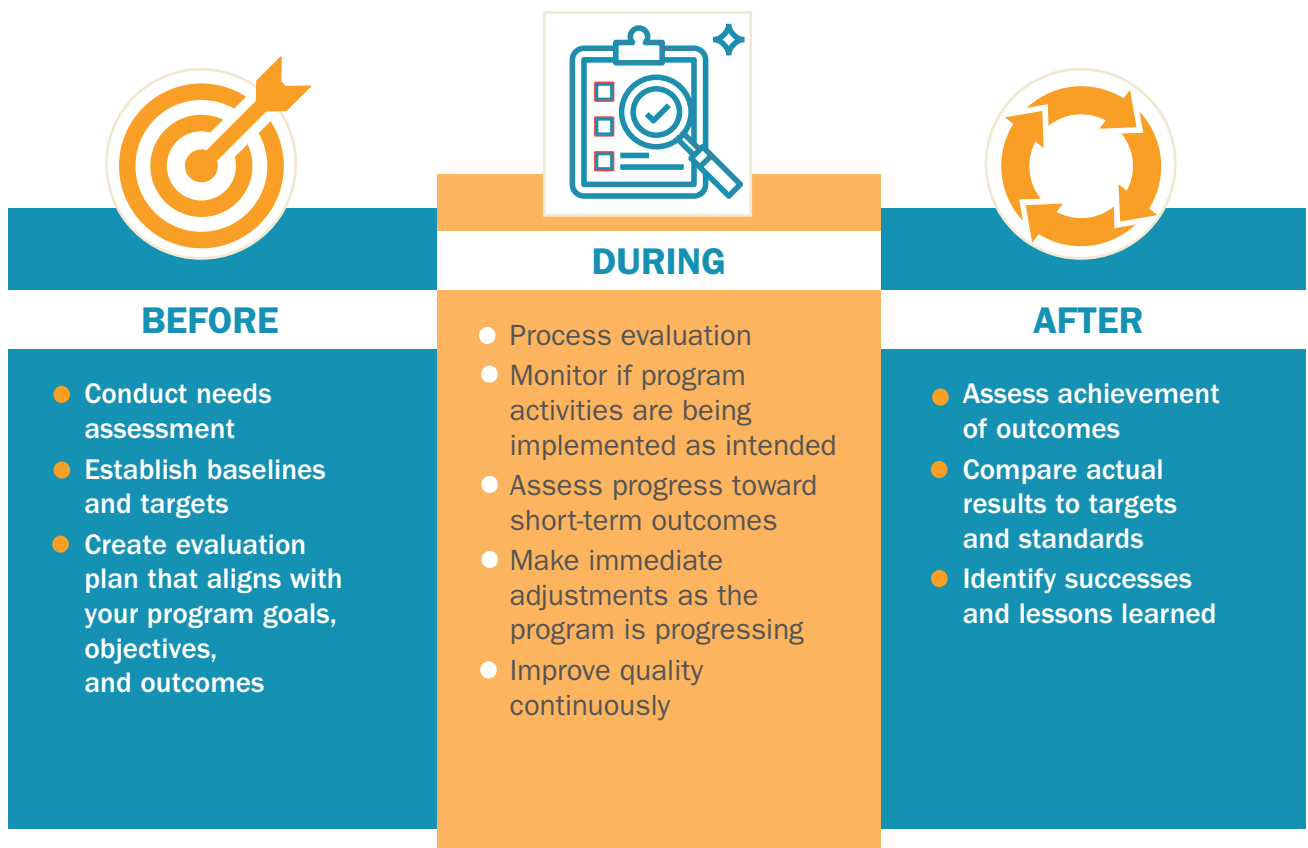 BEFORE
Conduct needs
assessment
Establish baselines
and targets
Create evaluation
plan that aligns with
your program goals,
objectives,
and outcomes
DURING
Process evaluation
Monitor if program
activities are being
implemented as intended
Assess progress toward
short-term outcomes
Make immediate
adjustments as the
program is progressing
Improve quality
continuously
AFTER
Assess achievement
of outcomes
Compare actual
results to targets
and standards
Identify successes
and lessons learned